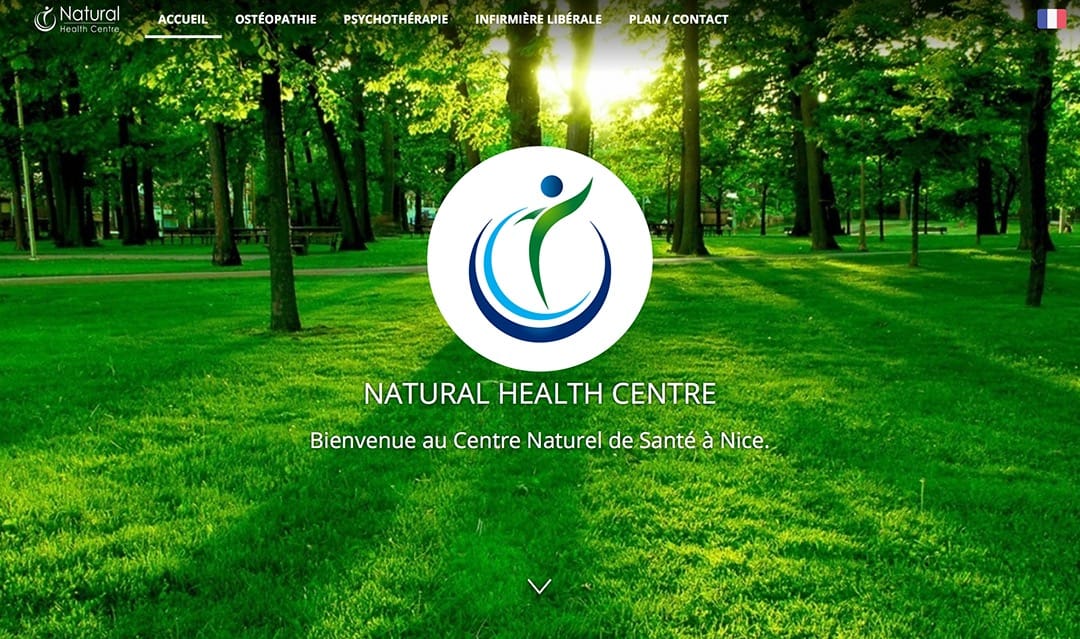 Natural
Health Centre
ACCUEIL
OSTÉOPATHIE
PSYCHOTHÉRAPIE
INFIRMIÈRE LIBÉRALE
PLAN / CONTACT
NATURAL HEALTH CENTRE
Bienvenue au Centre Naturel de Santé à Nice.